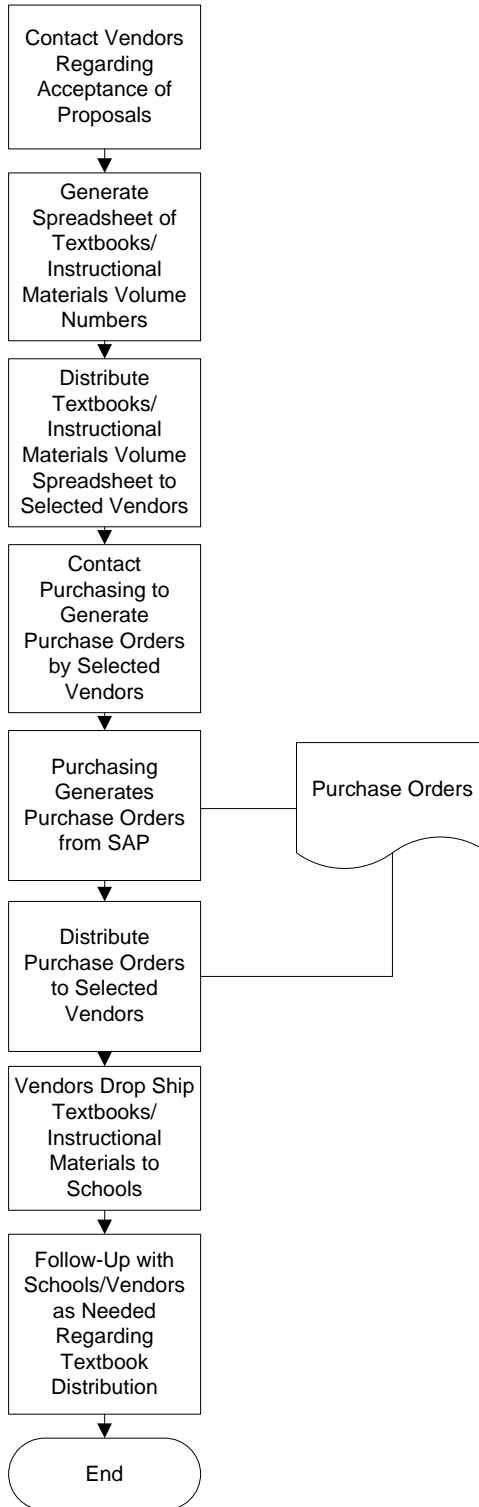 Contact Vendors
Regarding
Acceptance of
Proposals
Generate
Spreadsheet of
Textbooks/
Instructional
Materials Volume
Numbers
Distribute
Textbooks/
Instructional
Materials Volume
Spreadsheet to
Selected Vendors
Contact
Purchasing to
Generate
Purchase Orders
by Selected
Vendors
Purchasing
Generates
Purchase Orders
from SAP
Purchase Orders
Distribute
Purchase Orders
to Selected
Vendors
Vendors Drop Ship
Textbooks/
Instructional
Materials to
Schools
Follow-Up with
Schools/Vendors
as Needed
Regarding
Textbook
Distribution
End